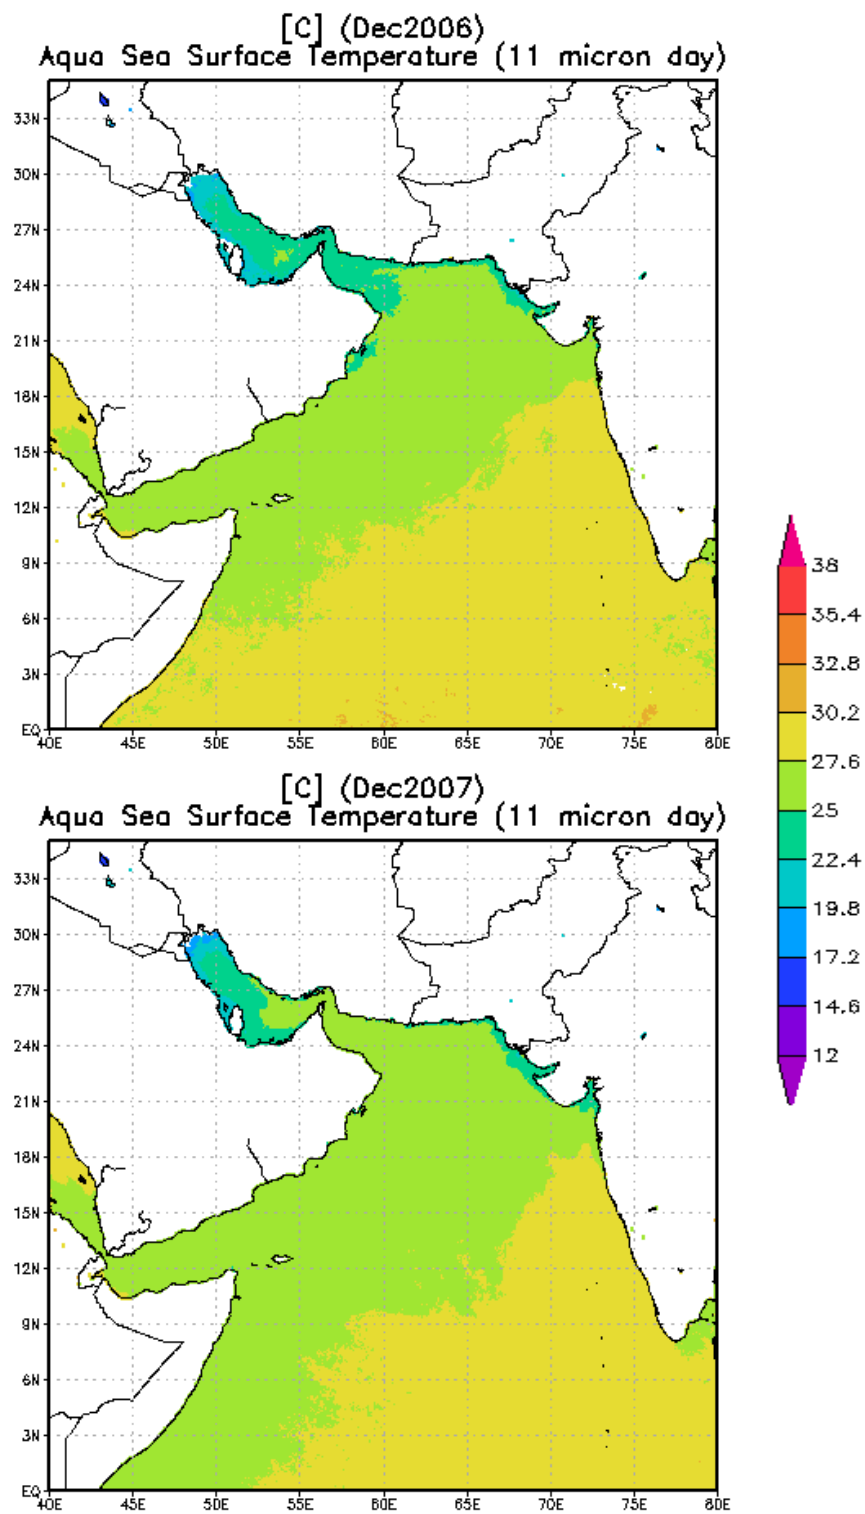 [C] (Dec2006)
Aqua Sea Surface Temperature (11 micron day)
33N
30N
27N
24N
21N
18N
15N
12N
9N
6N
3N
EQ
40E 45E 50E 55E 60E 65E 70E 75E 80E
[C] (Dec2007)
Aqua Sea Surface Temperature (11 micron day)
33N
30N
27N
24N
21N
18N
15N
12N
9N
6N
3N
EQ
40E 45E 50E 55E 60E 65E 70E 75E 80E
38
35.4
32.8
30.2
27.6
25
22.4
19.8
17.2
14.6
12